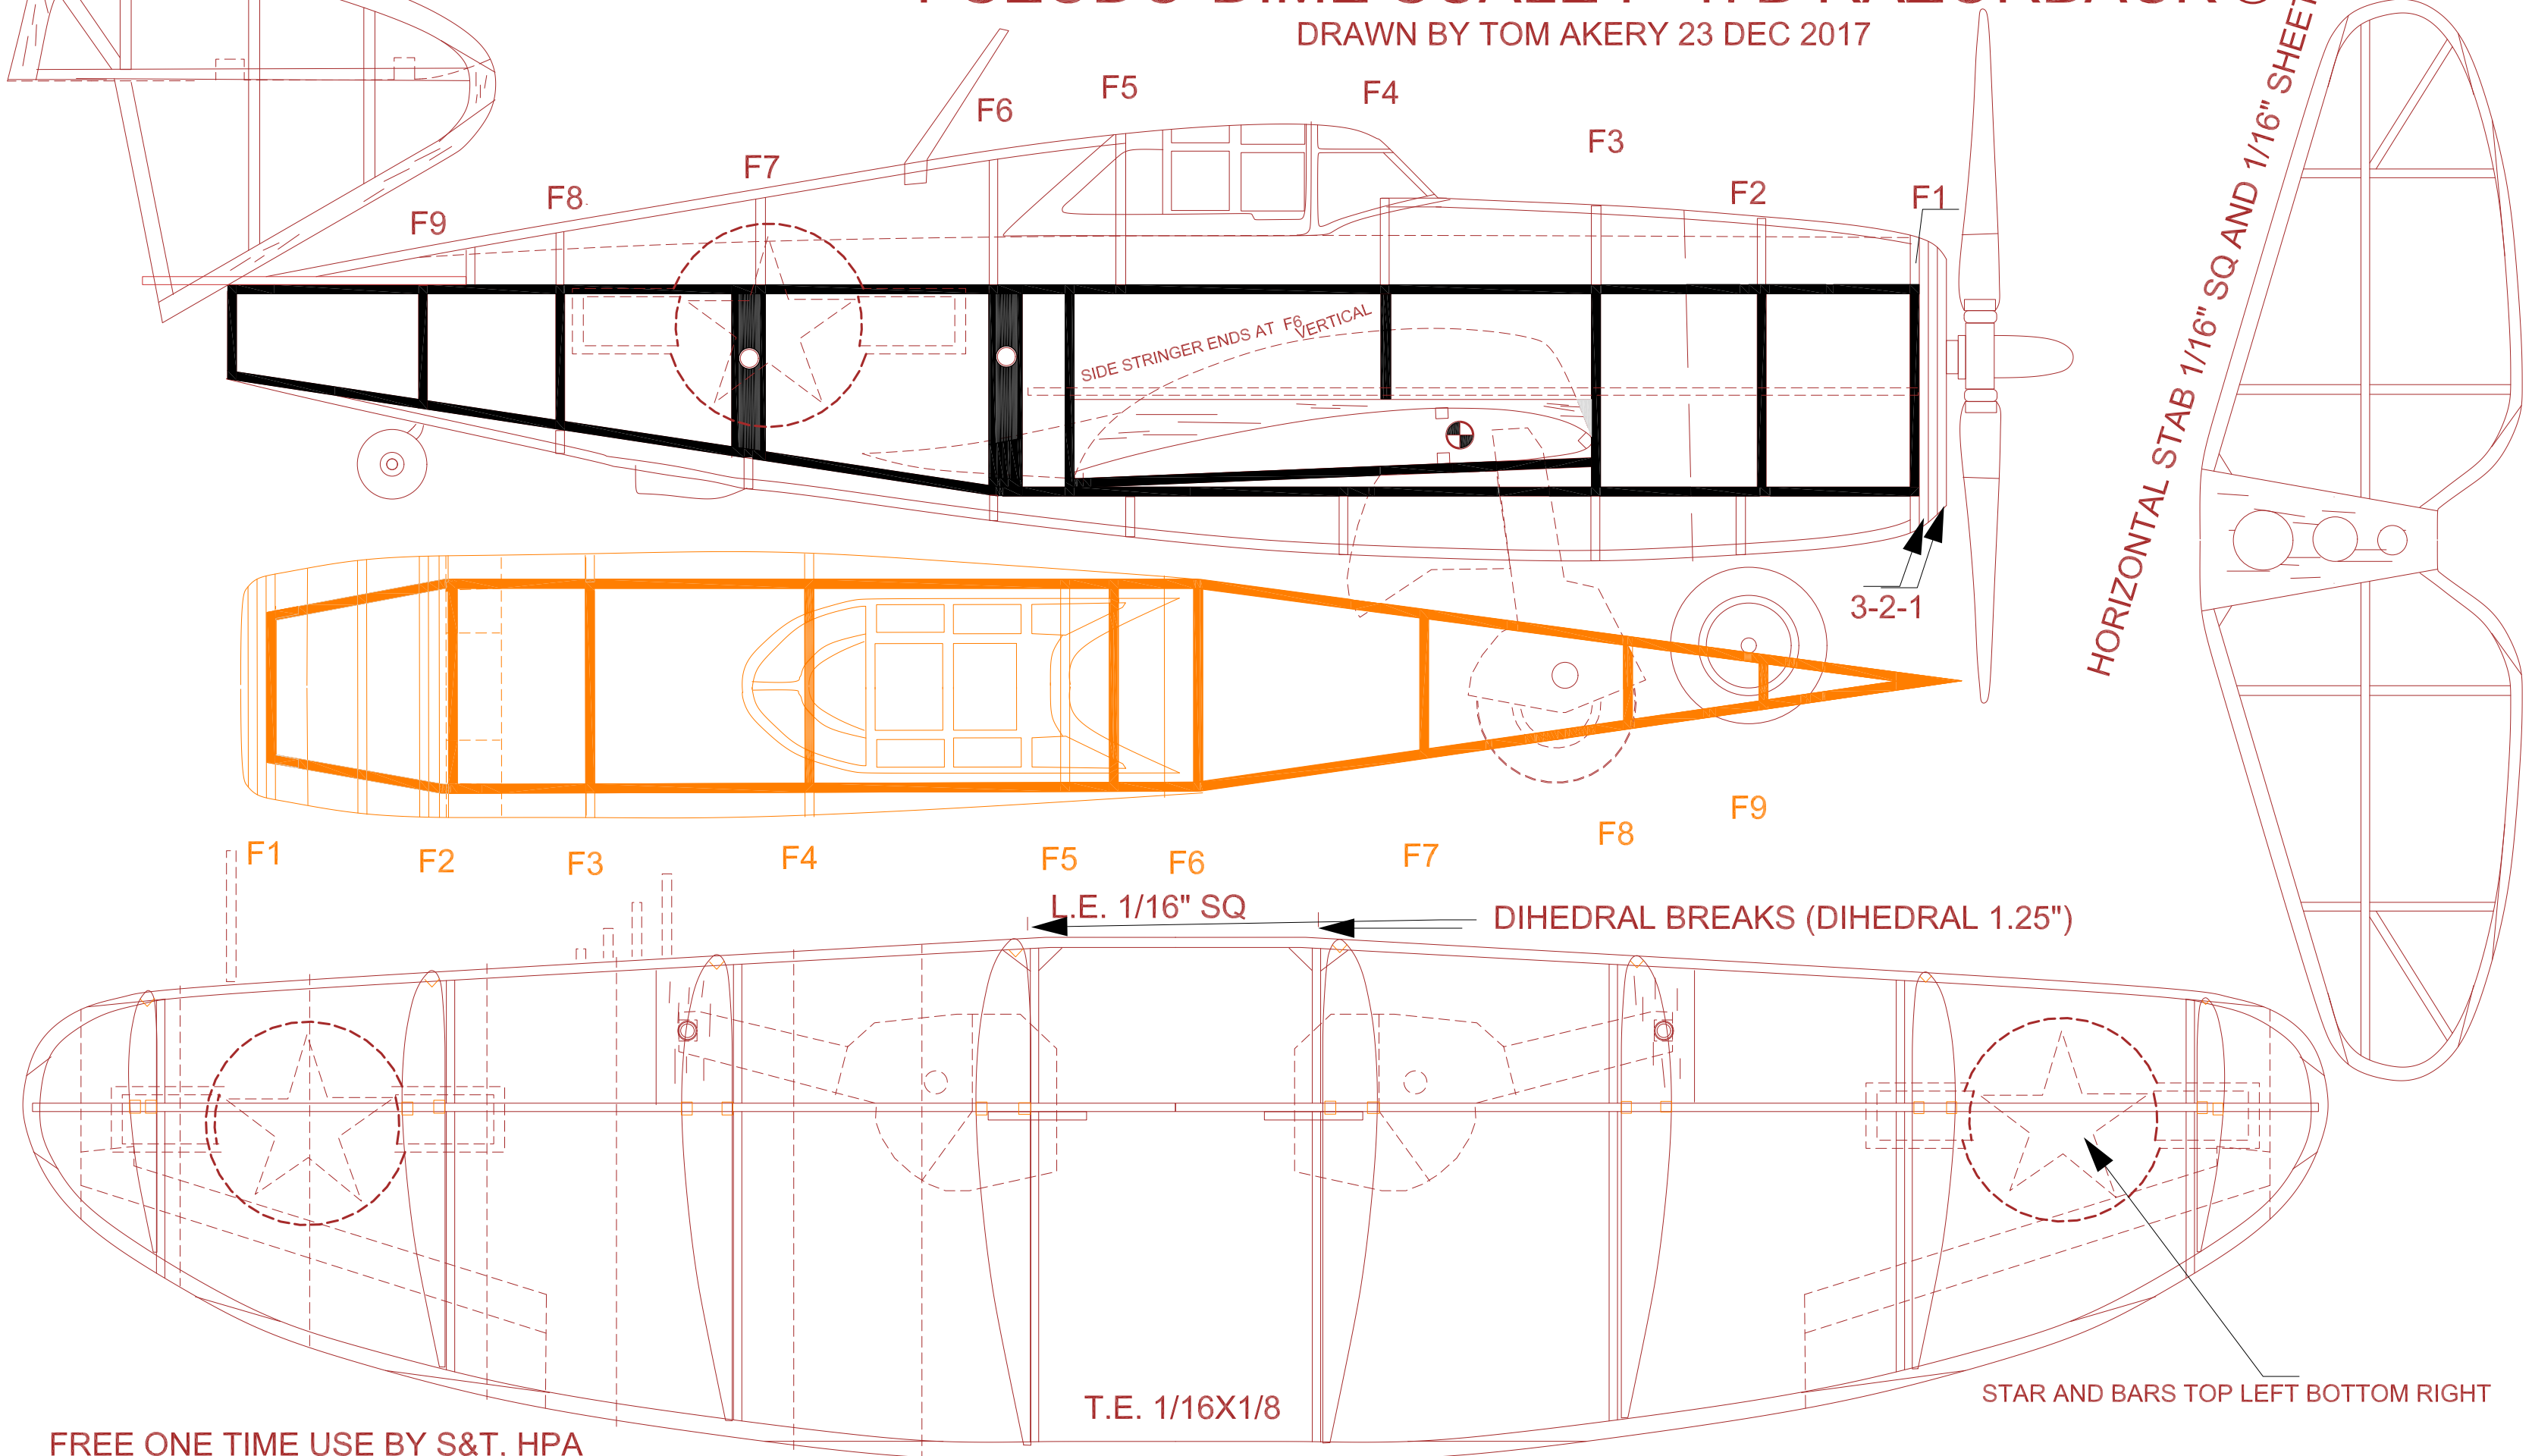 DRAWN BY TOM AKERY 23 DEC 2017
F5
F4
F6
F3
F7
F8
F2
F1
F9
SIDE STRINGER ENDS AT F6 VERTICAL
3-2-1
HORIZONTAL STAB 1/16" SQ AND 1/16" SHEET
F1
F2
F3
F4
F5
F6
F7
F8
F9
L.E. 1/16" SQ
DIHEDRAL BREAKS (DIHEDRAL 1.25")
T.E. 1/16X1/8
STAR AND BARS TOP LEFT BOTTOM RIGHT
FREE ONE TIME USE BY S&T, HPA